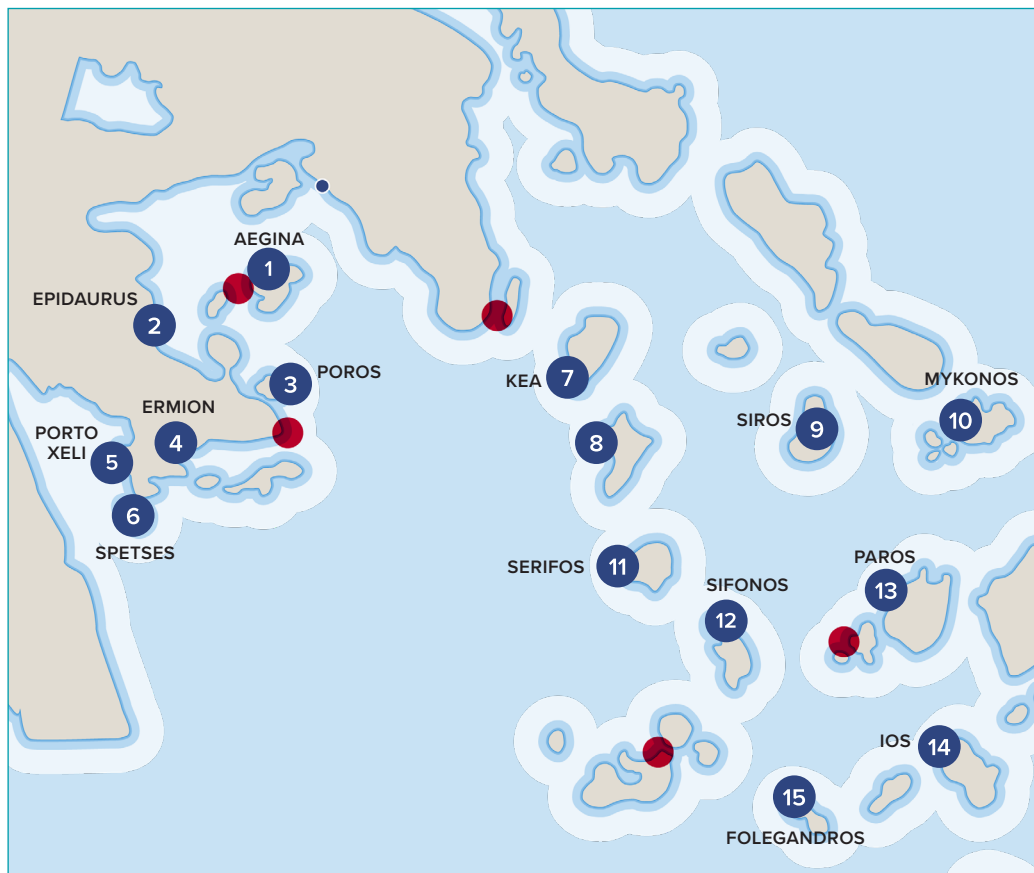 AEGINA
1
EPIDAURUS
2
POROS
3
KEA
7
MYKONOS
10
ERMION
4
SIROS
9
PORTO
XELI
5
8
6
SPETSES
SERIFOS
11
SIFONOS
12
PAROS
13
IOS
14
15
FOLEGANDROS